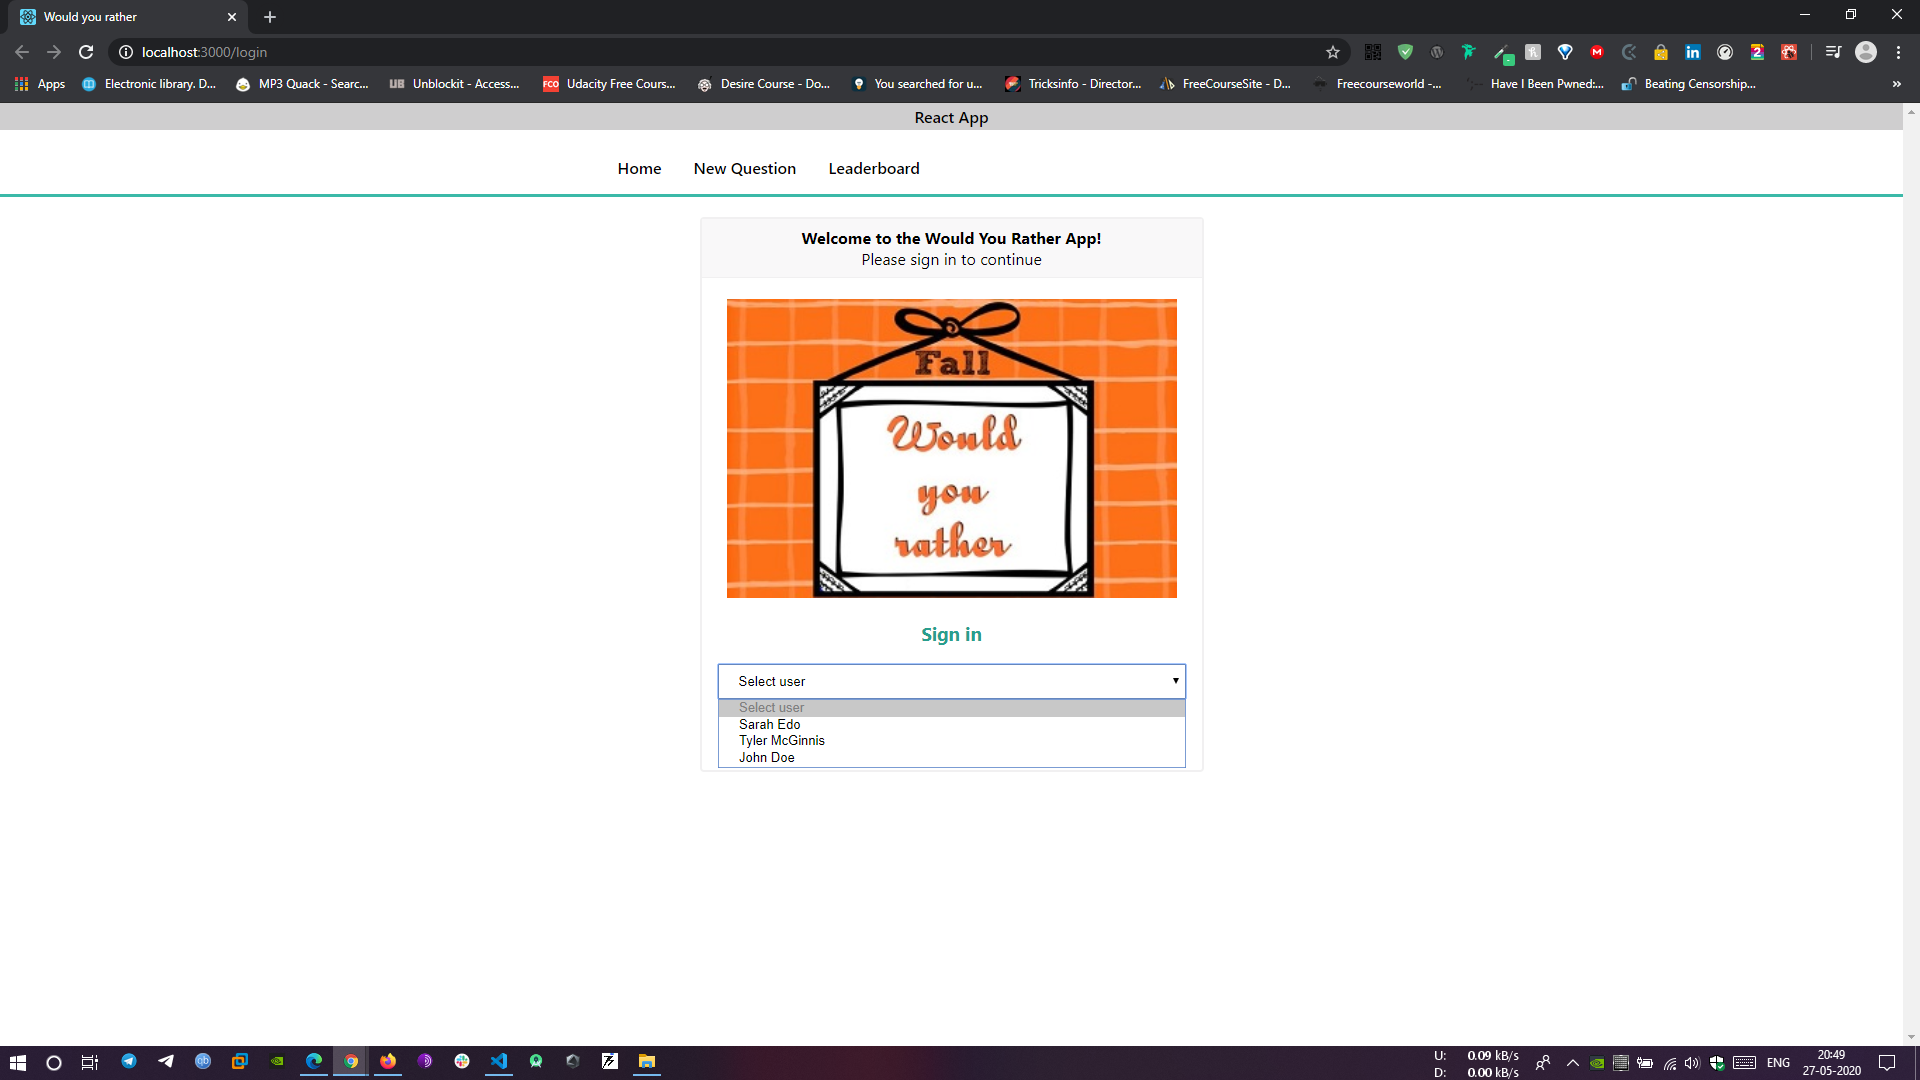 Would you rather
localhost:3000/login
Apps
Electronic library. D...
MP3 Quack - Searc...
UB
Unblockit - Access...
FCO
Udacity Free Cours...
Desire Course - Do...
You searched for u...
Tricksinfo - Director...
FreeCourseSite - D...
Freecourseworld -...
Have I Been Pwned:...
Beating Censorship...
»
React App
Home New Question Leaderboard
Welcome to the Would You Rather App!
Please sign in to continue
Fall
Would
you
rather
Sign in
Select user
Select user
Sarah Edo
Tyler McGinnis
John Doe
U: 0.09 kB/s
D: 0.00 kB/s
ENG
20:49
27-05-2020